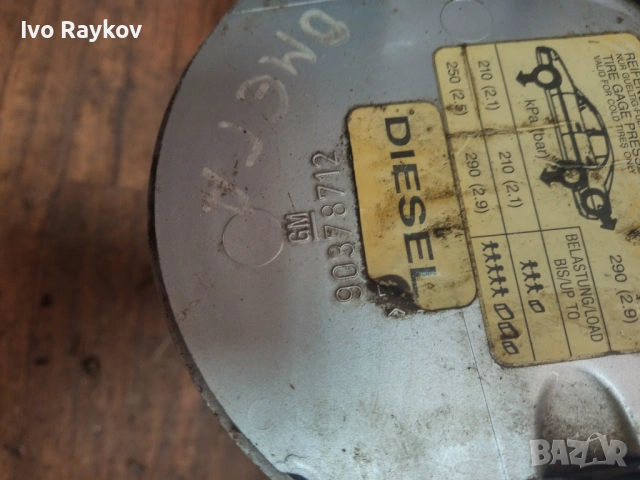 Ivo Raykov
OMEГA
GM
90378712
DIESEL
TIRE GAGE PRESS
VALID FOR COLD TIRES ONLY
kPa (bar)
210 (2.1)
250 (2.5)
210 (2.1)
290 (2.9)
290 (2.9)
BELASTUNG/LOAD
BIS/UP TO
BAZAR